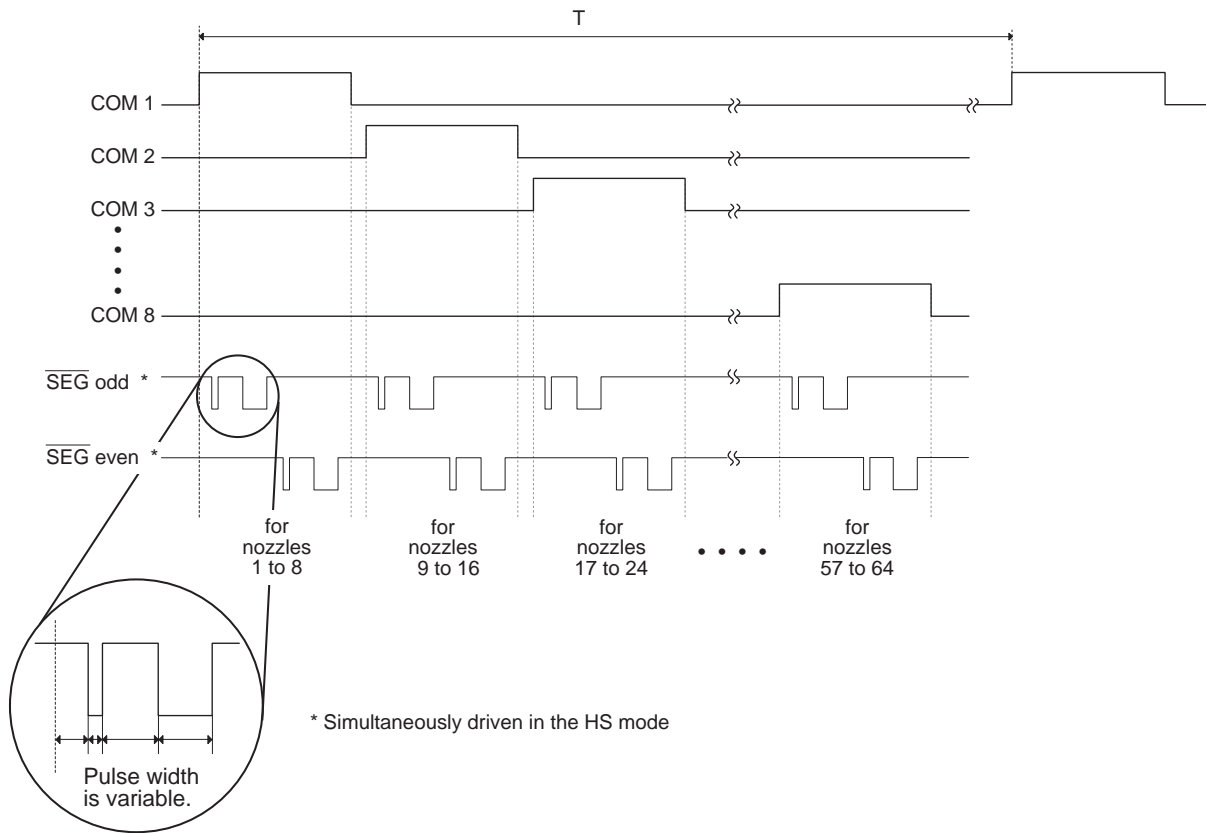 T
COM 1
COM 2
COM 3
COM 8
SEG odd *
SEG even *
for
nozzles
1 to 8
for
nozzles
9 to 16
for
nozzles
17 to 24
for
nozzles
57 to 64
* Simultaneously driven in the HS mode
Pulse width
is variable.